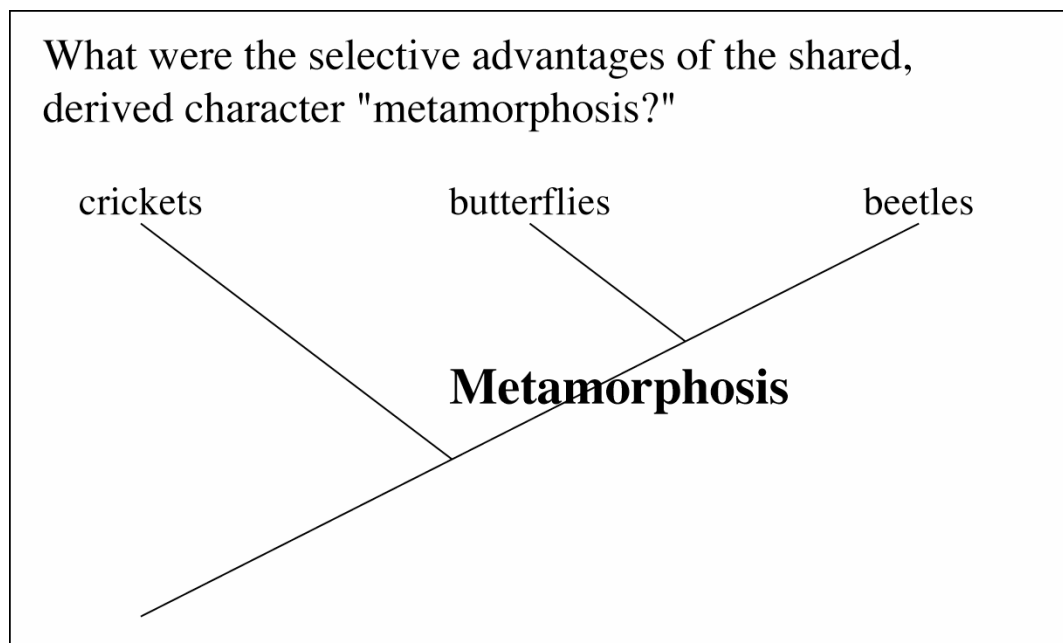 What were the selective advantages of the shared,
derived character "metamorphosis?"
crickets butterflies beetles
Metamorphosis